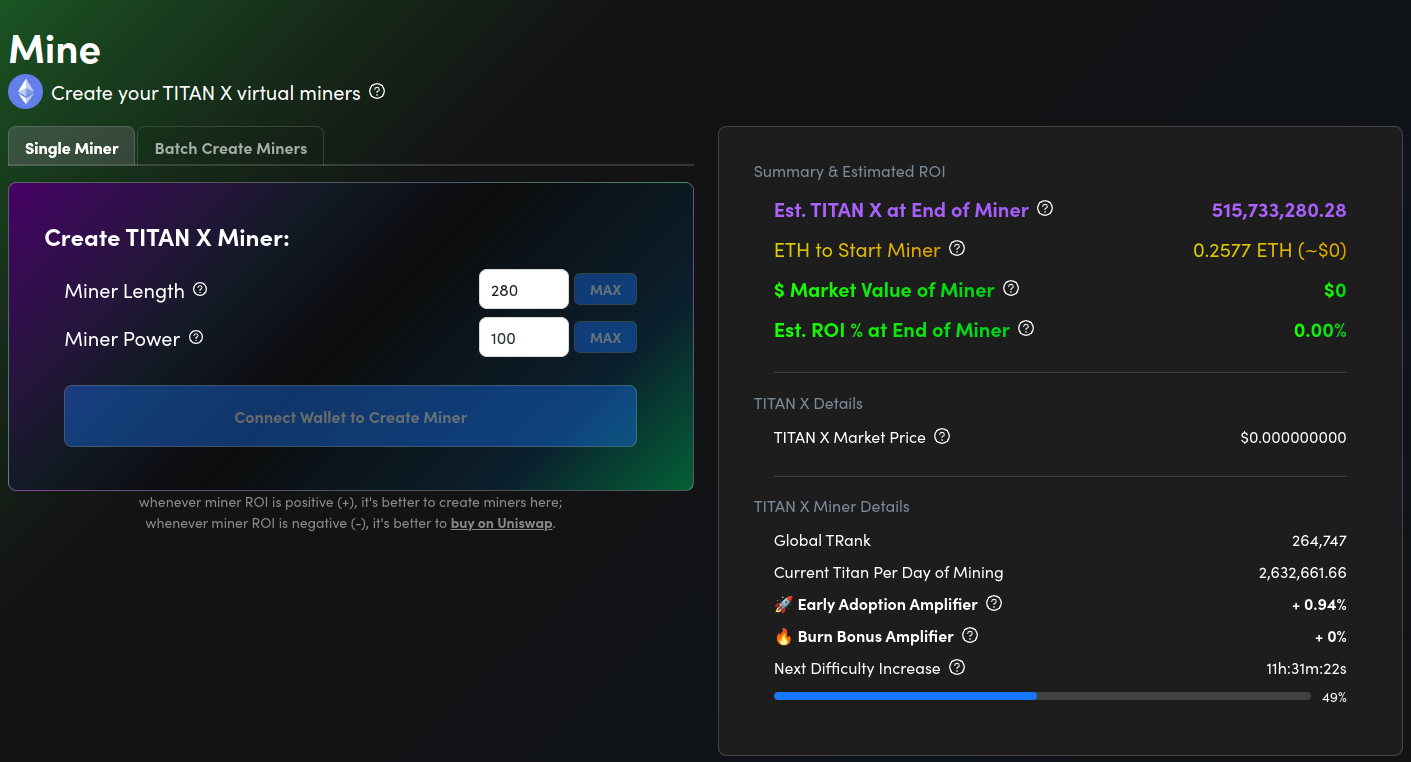 Mine
Create your TITAN X virtual miners
Single Miner
Batch Create Miners
Create TITAN X Miner:
Miner Length
280
MAX
Miner Power
100
MAX
Connect Wallet to Create Miner
whenever miner ROI is positive (+), it's better to create miners here;
whenever miner ROI is negative (-), it's better to buy on Uniswap.
Summary & Estimated ROI
Est. TITAN X at End of Miner 515,733,280.28
ETH to Start Miner 0.2577 ETH (~$0)
$ Market Value of Miner $0
Est. ROI % at End of Miner 0.00%
TITAN X Details
TITAN X Market Price $0.000000000
TITAN X Miner Details
Global TRank 264,747
Current Titan Per Day of Mining 2,632,661.66
🚀 Early Adoption Amplifier + 0.94%
🔥 Burn Bonus Amplifier + 0%
Next Difficulty Increase 11h:31m:22s
49%